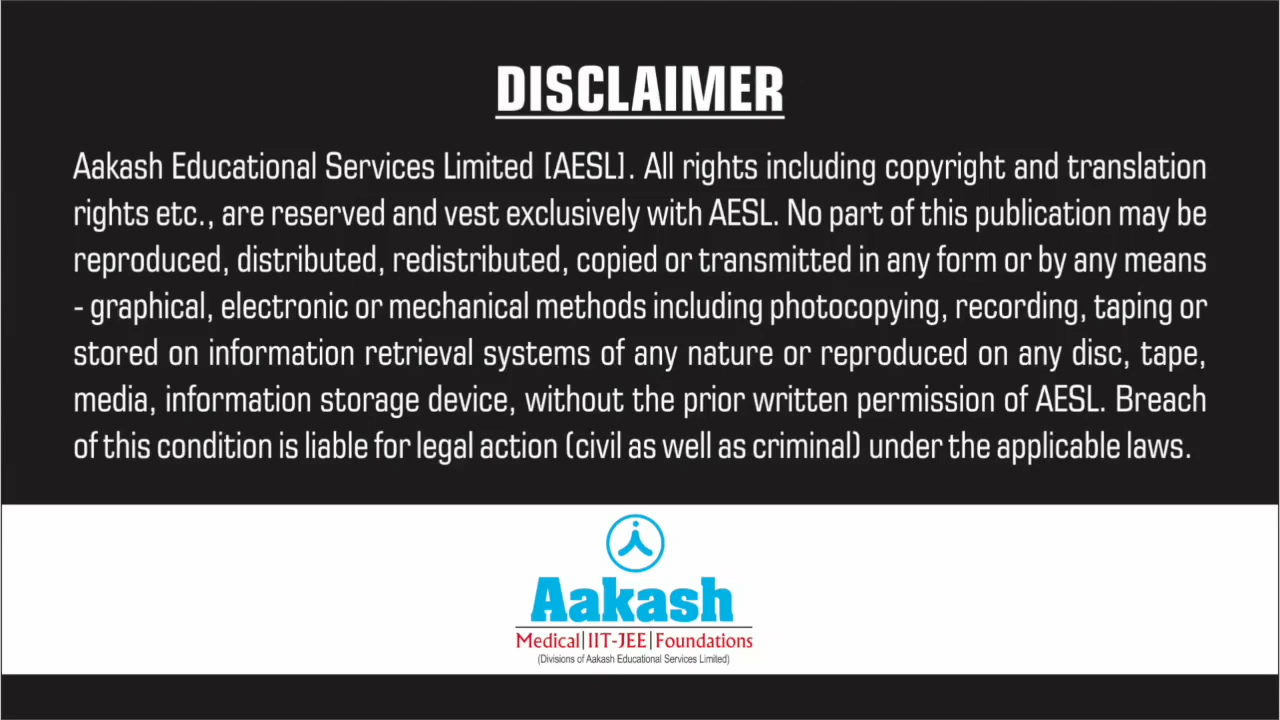 DISCLAIMER
Aakash Educational Services Limited [AESL]. All rights including copyright and translation
rights etc., are reserved and vest exclusively with AESL. No part of this publication may be
reproduced, distributed, redistributed, copied or transmitted in any form or by any means
- graphical, electronic or mechanical methods including photocopying, recording, taping or
stored on information retrieval systems of any nature or reproduced on any disc, tape,
media, information storage device, without the prior written permission of AESL. Breach
of this condition is liable for legal action (civil as well as criminal) under the applicable laws.
Aakash
Medical|IIT-JEE|Foundations
(Divisions of Aakash Educational Services Limited)